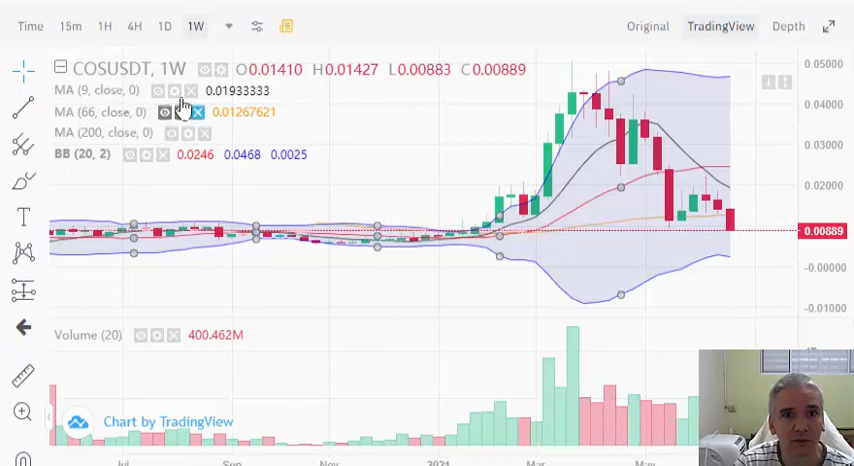 Time 15m 1H 4H 1D 1W Original TradingView Depth
COSUSDT, 1W O0.01410 H0.01427 L0.00883 C0.00889
MA (9, close, 0) 0.01933333
MA (66, close, 0) 0.01267621
MA (200, close, 0)
BB (20, 2) 0.0246 0.0468 0.0025
0.05000
0.04000
0.03000
0.02000
0.00889
-0.00000
-0.01000
Volume (20) 400.462M
Chart by TradingView
Jul Sep Nov 2021 Mar May